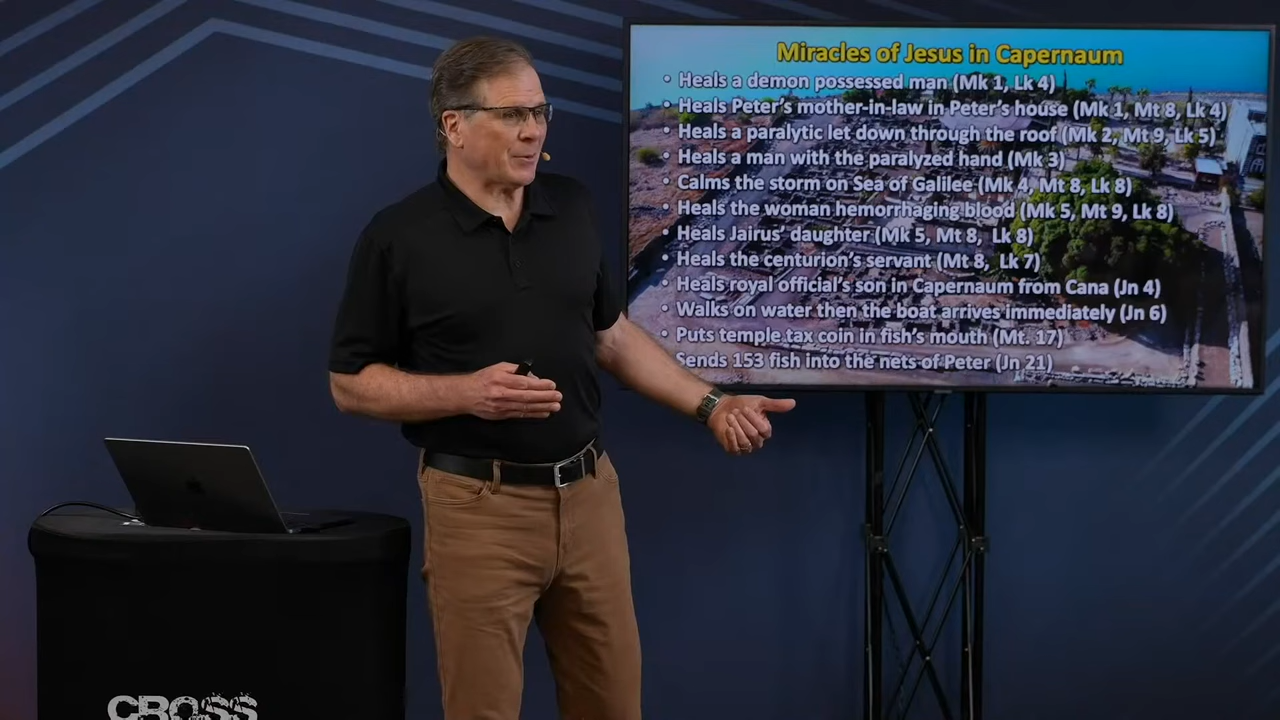 Miracles of Jesus in Capernaum
• Heals a demon possessed man (Mk 1, Lk 4)
• Heals Peter's mother-in-law in Peter's house (Mk 1, Mt 8, Lk 4)
• Heals a paralytic let down through the roof (Mk 2, Mt 9, Lk 5)
• Heals a man with the paralyzed hand (Mk 3)
• Calms the storm on Sea of Galilee (Mk 4, Mt 8, Lk 8)
• Heals the woman hemorrhaging blood (Mk 5, Mt 9, Lk 8)
• Heals Jairus' daughter (Mk 5, Mt 8, Lk 8)
• Heals the centurion's servant (Mt 8, Lk 7)
• Heals royal official's son in Capernaum from Cana (Jn 4)
• Walks on water then the boat arrives immediately (Jn 6)
• Puts temple tax coin in fish's mouth (Mt. 17)
Sends 153 fish into the nets of Peter (Jn 21)
CROSS